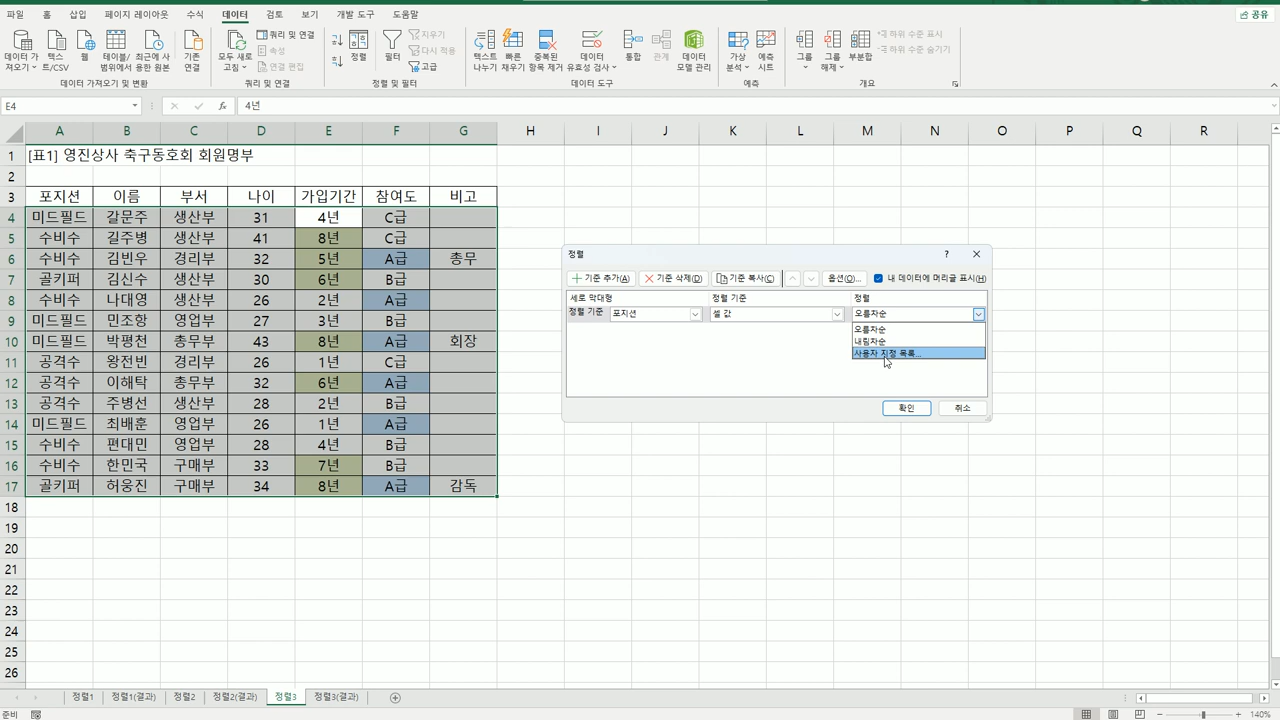 파일 홈 삽입 페이지 레이아웃 수식 데이터 검토 보기 개발 도구 도움말 공유
데이터 가져오기 텍스트/CSV 웹 테이블/범위에서 최근에 사용한 원본 기존 연결 모두 새로 고침 쿼리 및 연결 속성 연결 편집 정렬 필터 지우기 다시 적용 고급 텍스트 나누기 빠른 채우기 중복된 항목 제거 데이터 유효성 검사 통합 관계 데이터 모델 관리 가상 분석 예측 시트 그룹 그룹 해제 부분합 하위 수준 표시 하위 수준 숨기기
데이터 가져오기 및 변환 쿼리 및 연결 정렬 및 필터 데이터 도구 예측 개요
E4 fx 4년
A B C D E F G H I J K L M N O P Q R
1 [표1] 영진상사 축구동호회 회원명부
2
3 포지션 이름 부서 나이 가입기간 참여도 비고
4 미드필드 갈문주 생산부 31 4년 C급
5 수비수 길주병 생산부 41 8년 C급
6 수비수 김빈우 경리부 32 5년 A급 총무
7 골키퍼 김신수 생산부 30 6년 B급
8 수비수 나대영 생산부 26 2년 A급
9 미드필드 민조항 영업부 27 3년 B급
10 미드필드 박평천 총무부 43 8년 A급 회장
11 공격수 왕전빈 경리부 26 1년 C급
12 공격수 이해탁 총무부 32 6년 A급
13 공격수 주병선 생산부 28 2년 B급
14 미드필드 최배훈 영업부 26 1년 A급
15 수비수 편대민 영업부 28 4년 B급
16 수비수 한민국 구매부 33 7년 B급
17 골키퍼 허웅진 구매부 34 8년 A급 감독
18
19
20
21
22
23
24
25
26
정렬 ?
기준 추가(A) 기준 삭제(D) 기준 복사(C) 옵션(O)... 내 데이터에 머리글 표시(H)
세로 막대형 정렬 기준 정렬
정렬 기준 포지션 셀 값 오름차순
오름차순
내림차순
사용자 지정 목록...
확인 취소
정렬1 정렬1(결과) 정렬2 정렬2(결과) 정렬3 정렬3(결과)
준비 140%